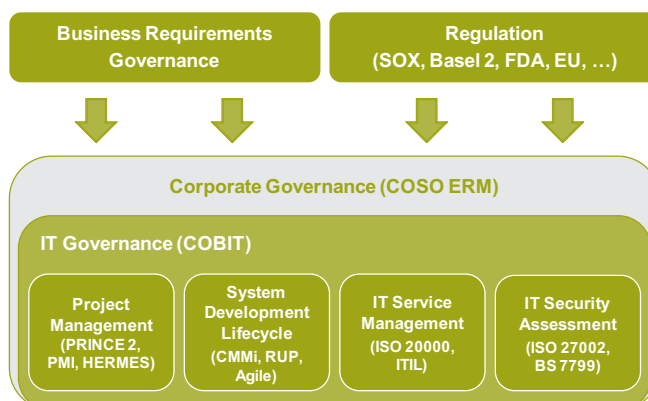 Business Requirements
Governance
Regulation
(SOX, Basel 2, FDA, EU, …)
Corporate Governance (COSO ERM)
IT Governance (COBIT)
Project
Management
(PRINCE 2,
PMI, HERMES)
System
Development
Lifecycle
(CMMi, RUP,
Agile)
IT Service
Management
(ISO 20000,
ITIL)
IT Security
Assessment
(ISO 27002,
BS 7799)